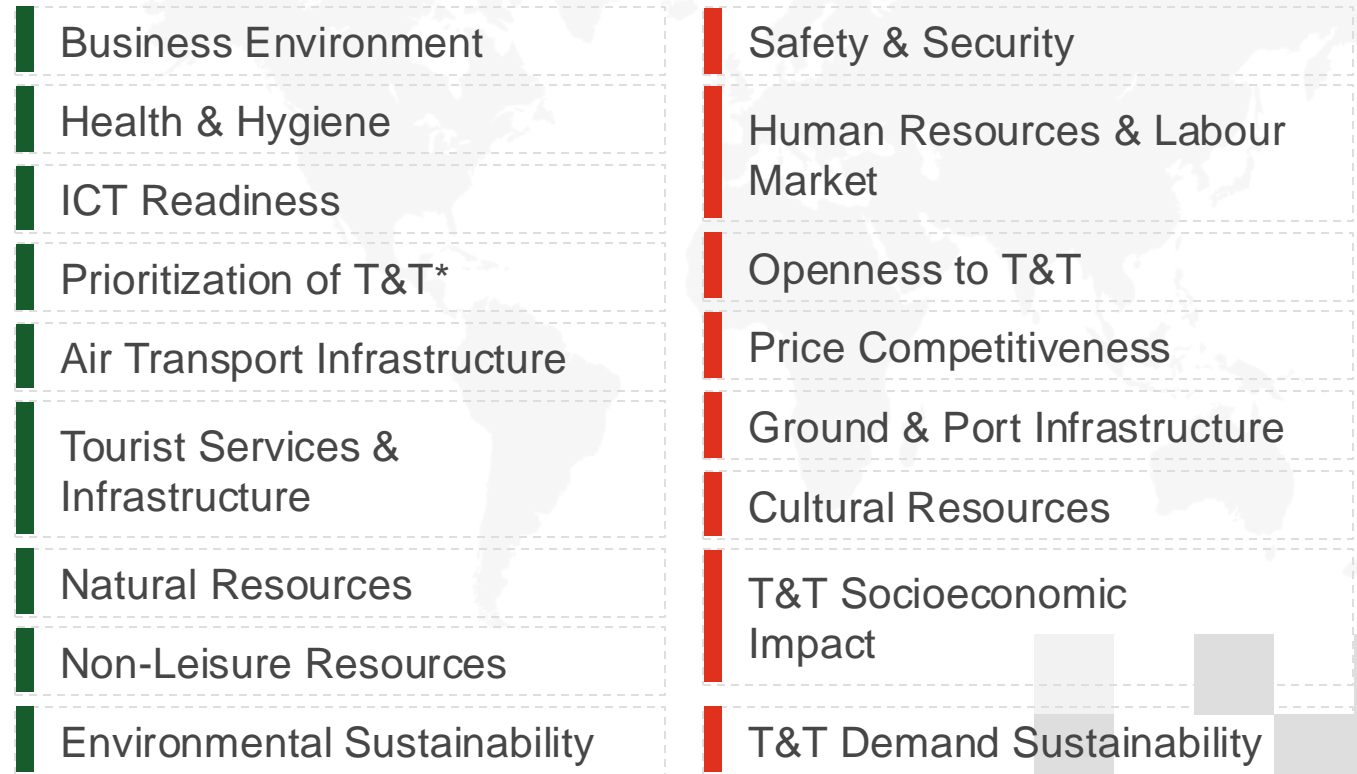 Business Environment
Health & Hygiene
ICT Readiness
Prioritization of T&T*
Air Transport Infrastructure
Tourist Services &
Infrastructure
Natural Resources
Non-Leisure Resources
Environmental Sustainability
Safety & Security
Human Resources & Labour
Market
Openness to T&T
Price Competitiveness
Ground & Port Infrastructure
Cultural Resources
T&T Socioeconomic
Impact
T&T Demand Sustainability